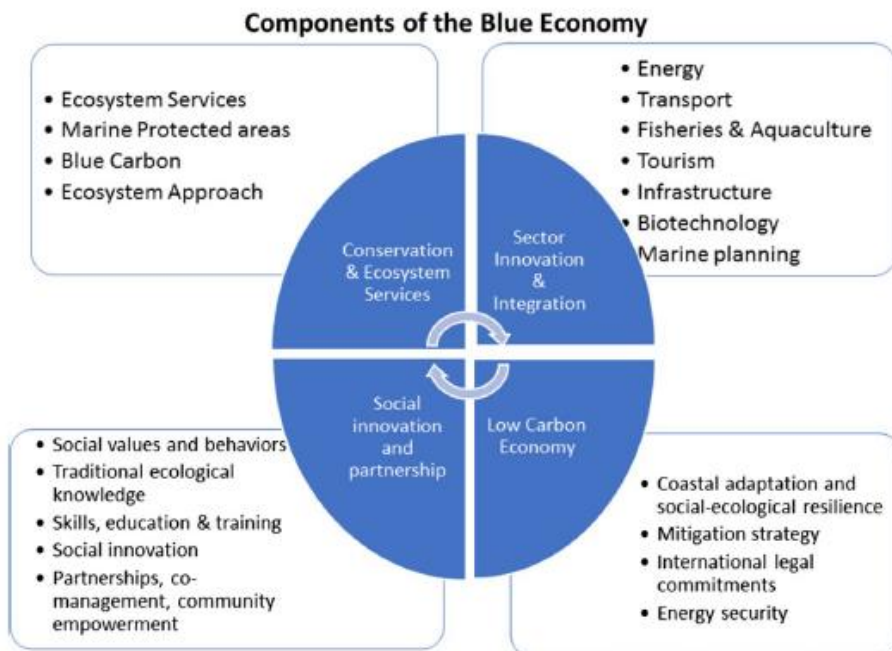 Components of the Blue Economy
• Ecosystem Services
• Marine Protected areas
• Blue Carbon
• Ecosystem Approach
• Energy
• Transport
• Fisheries & Aquaculture
• Tourism
• Infrastructure
• Biotechnology
Marine planning
Conservation
& Ecosystem
Services
Sector
Innovation
&
Integration
Social
innovation
and
partnership
Low Carbon
Economy
• Social values and behaviors
• Traditional ecological
knowledge
• Skills, education & training
• Social innovation
• Partnerships, co-
management, community
empowerment
• Coastal adaptation and
social-ecological resilience
• Mitigation strategy
• International legal
commitments
• Energy security